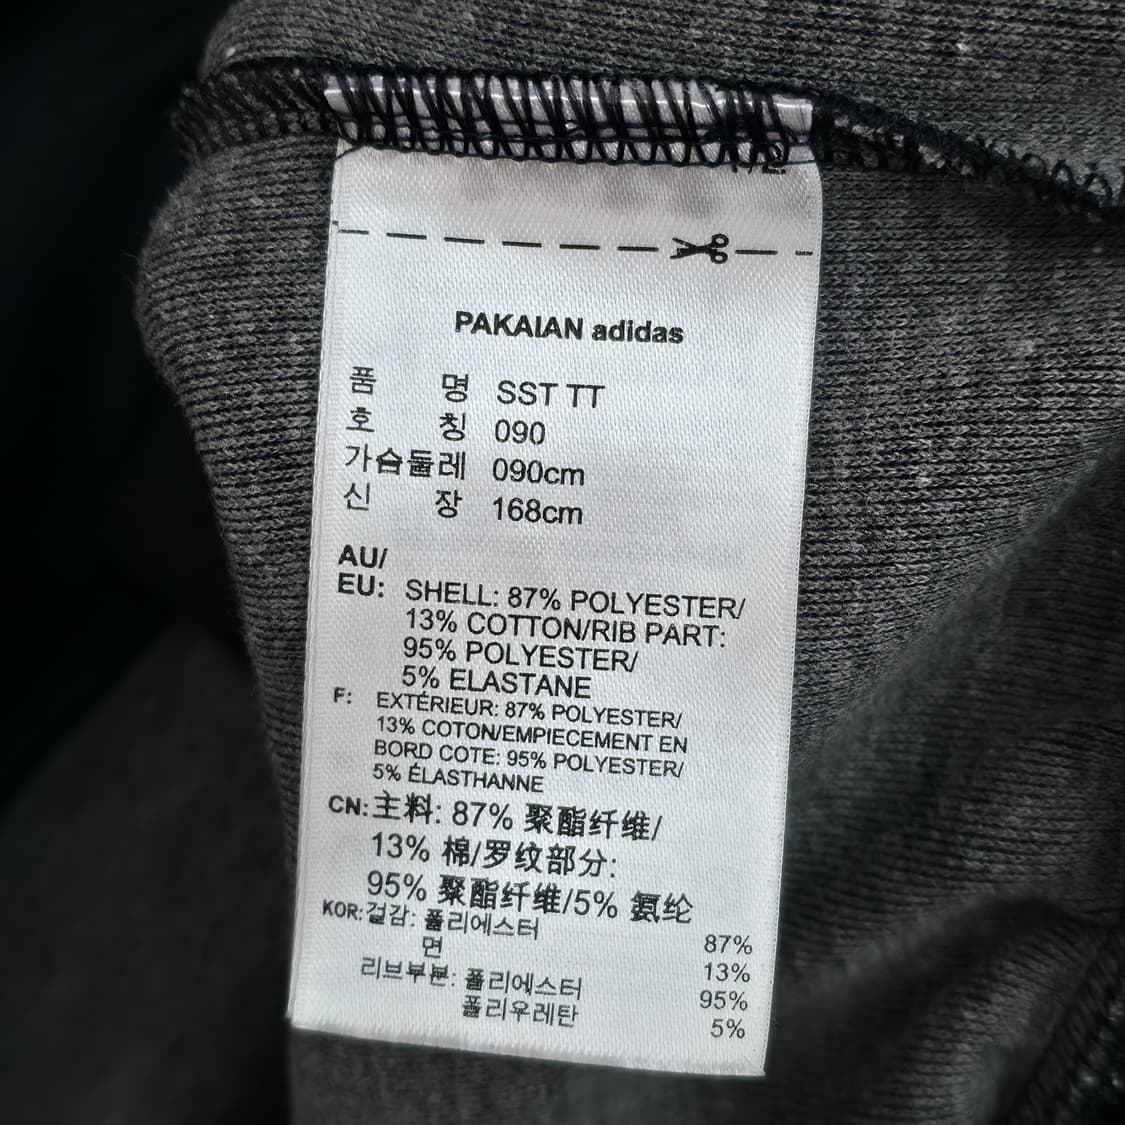 PAKAIAN adidas
품 명 SST TT
호 칭 090
가슴둘레 090cm
신 장 168cm
AU/
EU: SHELL: 87% POLYESTER/
13% COTTON/RIB PART:
95% POLYESTER/
5% ELASTANE
F: EXTÉRIEUR: 87% POLYESTER/
13% COTON/EMPIECEMENT EN
BORD COTE: 95% POLYESTER/
5% ÉLASTHANNE
CN: 主料: 87% 聚酯纤维/
13% 棉/罗纹部分:
95% 聚酯纤维/5% 氨纶
KOR: 겉감: 폴리에스터 87%
면 13%
리브부분: 폴리에스터 95%
폴리우레탄 5%